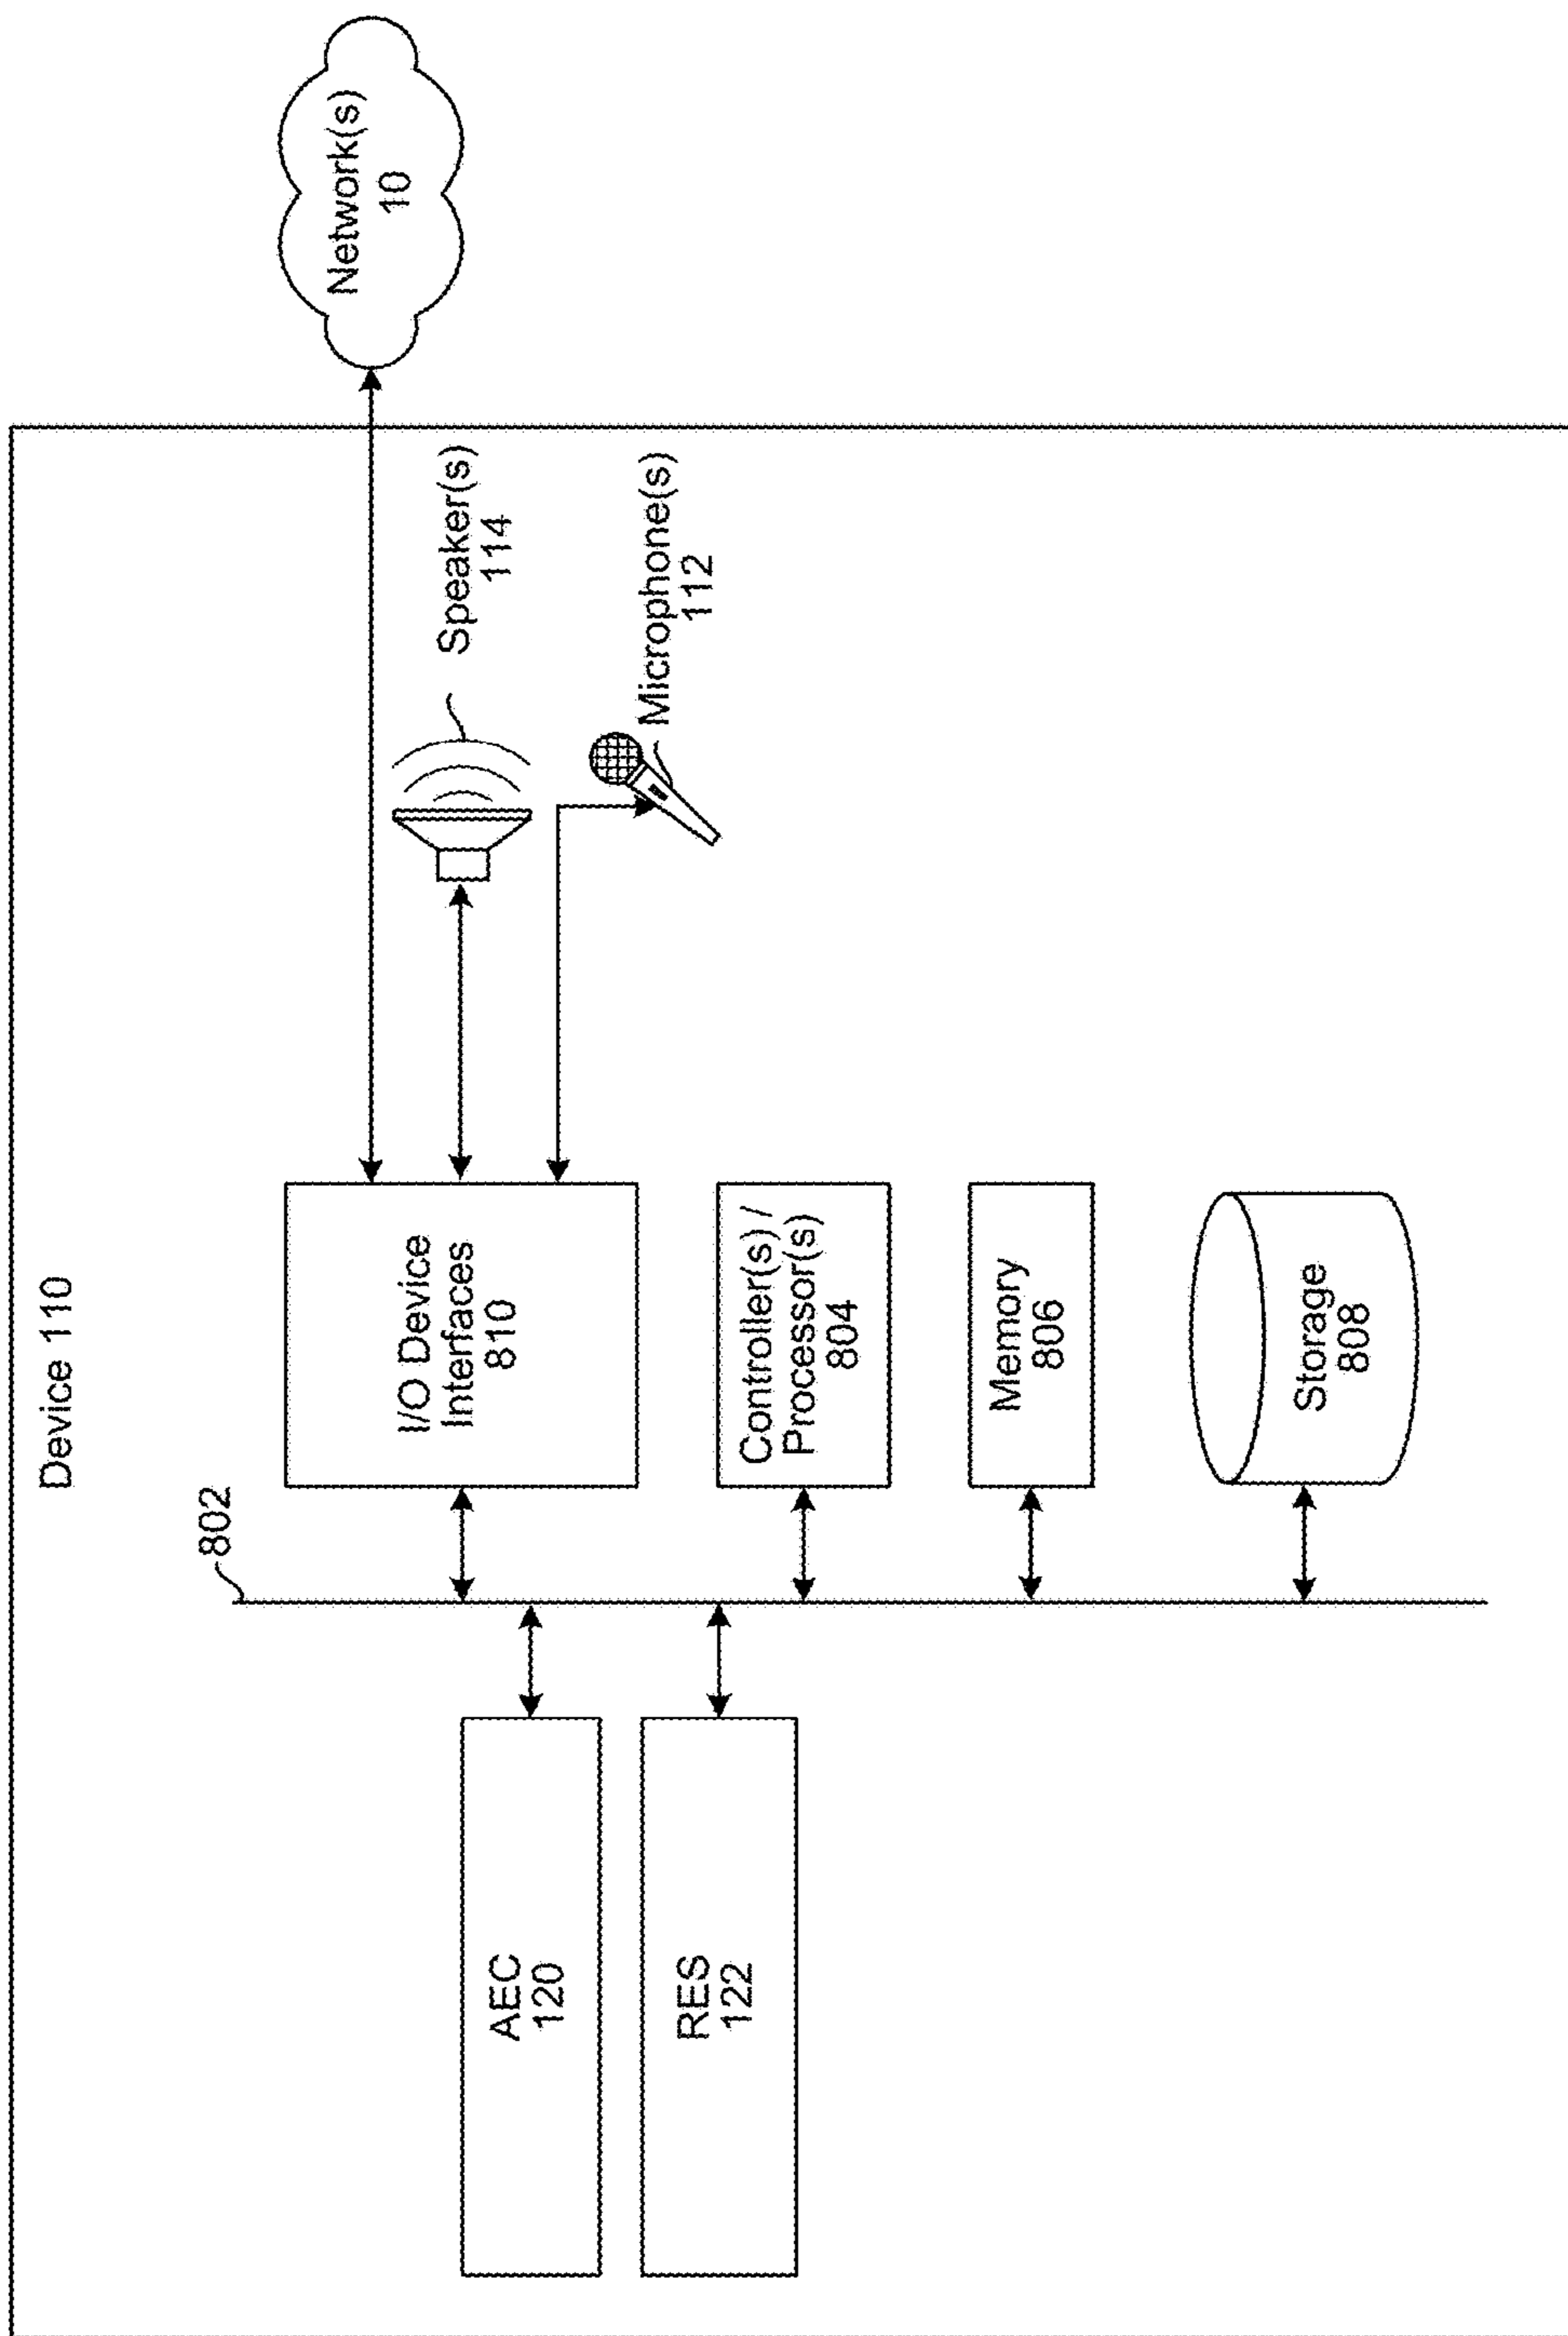 Device 110
802
I/O Device
Interfaces
810
Controller(s) /
Processor(s)
804
Memory
806
Storage
808
AEC
120
RES
122
Speaker(s)
114
Microphone(s)
112
Network(s)
10